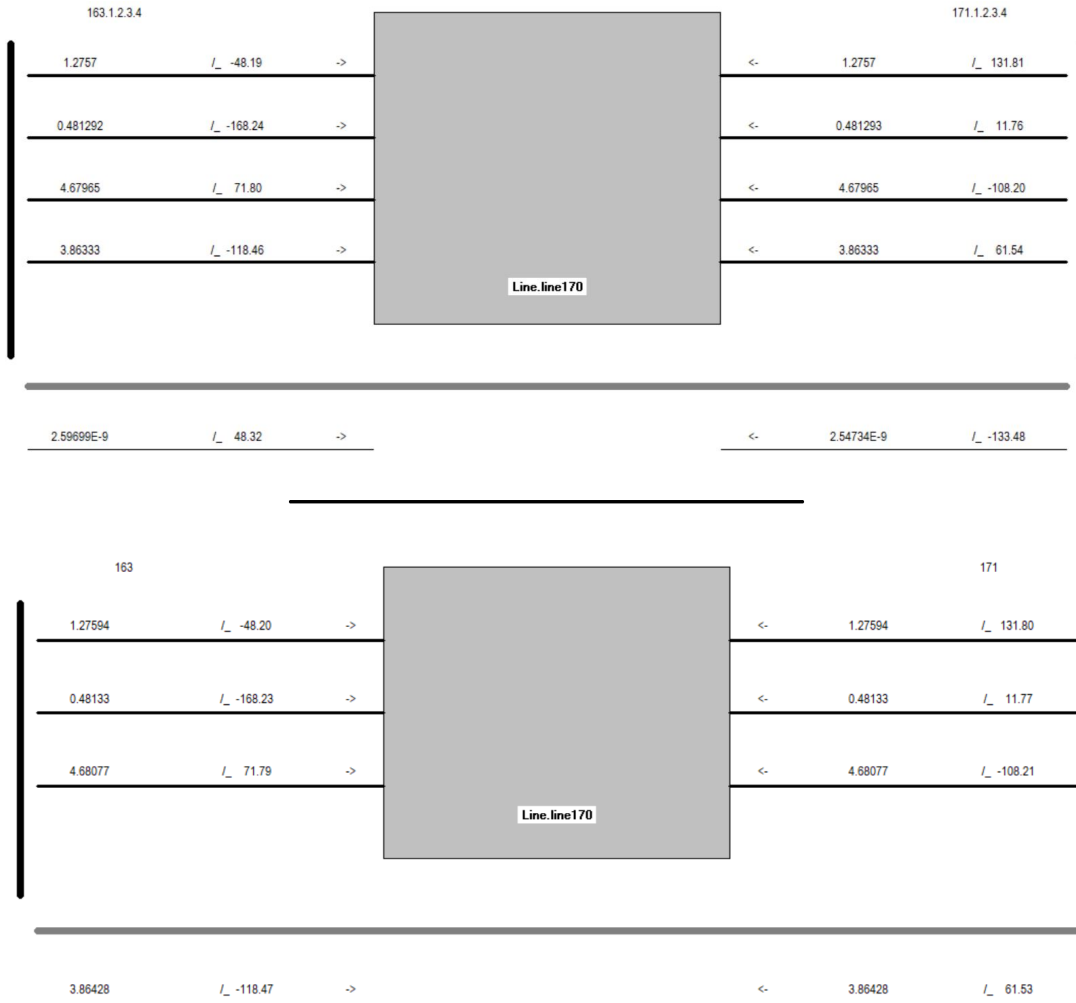 163.1.2.3.4 171.1.2.3.4
1.2757 /_ -48.19 -> <- 1.2757 /_ 131.81
0.481292 /_ -168.24 -> <- 0.481293 /_ 11.76
4.67965 /_ 71.80 -> <- 4.67965 /_ -108.20
3.86333 /_ -118.46 -> <- 3.86333 /_ 61.54
Line.line170
2.59699E-9 /_ 48.32 -> <- 2.54734E-9 /_ -133.48
163 171
1.27594 /_ -48.20 -> <- 1.27594 /_ 131.80
0.48133 /_ -168.23 -> <- 0.48133 /_ 11.77
4.68077 /_ 71.79 -> <- 4.68077 /_ -108.21
Line.line170
3.86428 /_ -118.47 -> <- 3.86428 /_ 61.53